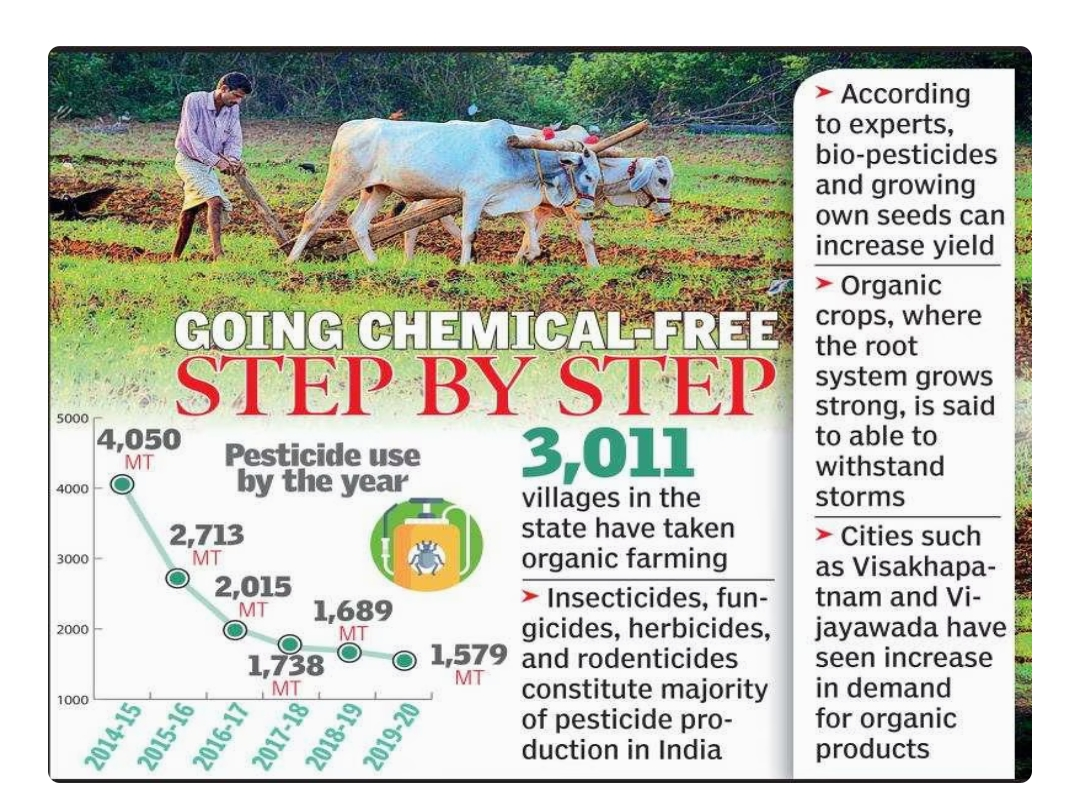 GOING CHEMICAL-FREE
STEP BY STEP
Pesticide use
by the year
5000
4000
3000
2000
1000
4,050
MT
2,713
MT
2,015
MT
1,738
MT
1,689
MT
1,579
MT
2014-15
2015-16
2016-17
2017-18
2018-19
2019-20
3,011
villages in the
state have taken
organic farming
➤ Insecticides, fun-
gicides, herbicides,
and rodenticides
constitute majority
of pesticide pro-
duction in India
➤ According
to experts,
bio-pesticides
and growing
own seeds can
increase yield
➤ Organic
crops, where
the root
system grows
strong, is said
to able to
withstand
storms
➤ Cities such
as Visakhapa-
tnam and Vi-
jayawada have
seen increase
in demand
for organic
products